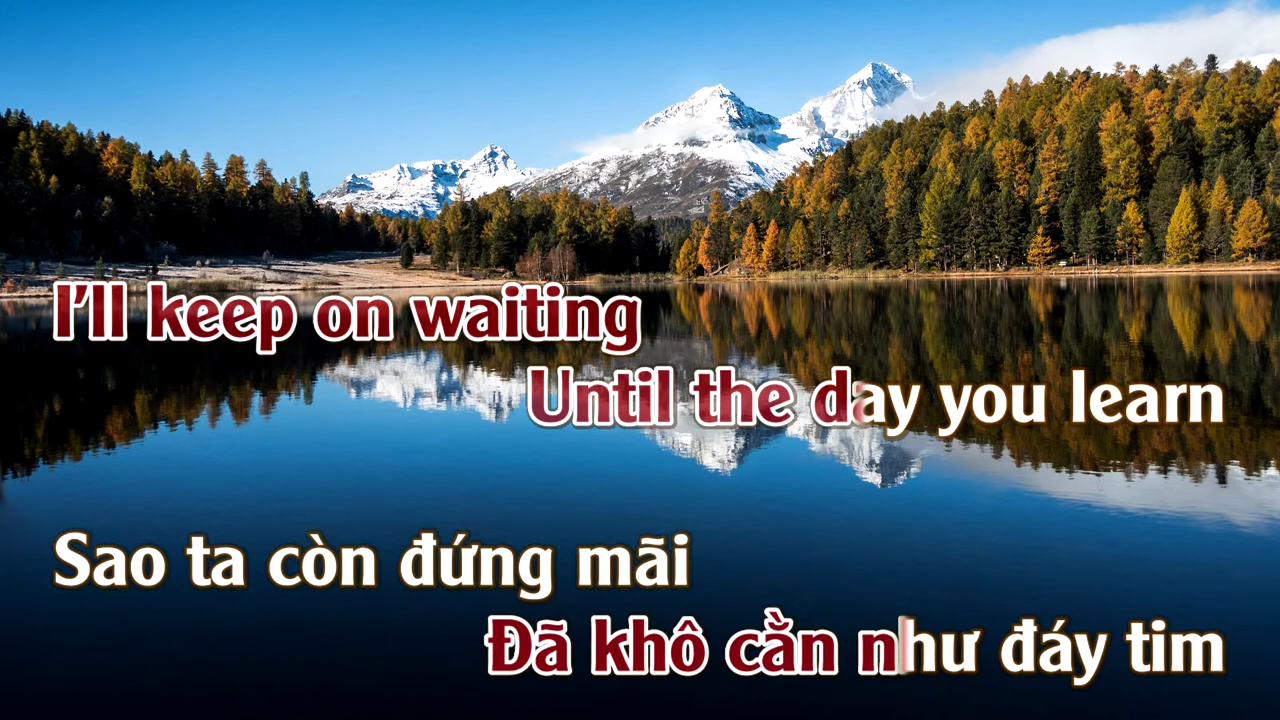 I'll keep on waiting
Until the day you learn
Sao ta còn đứng mãi
Đã khô cằn như đáy tim